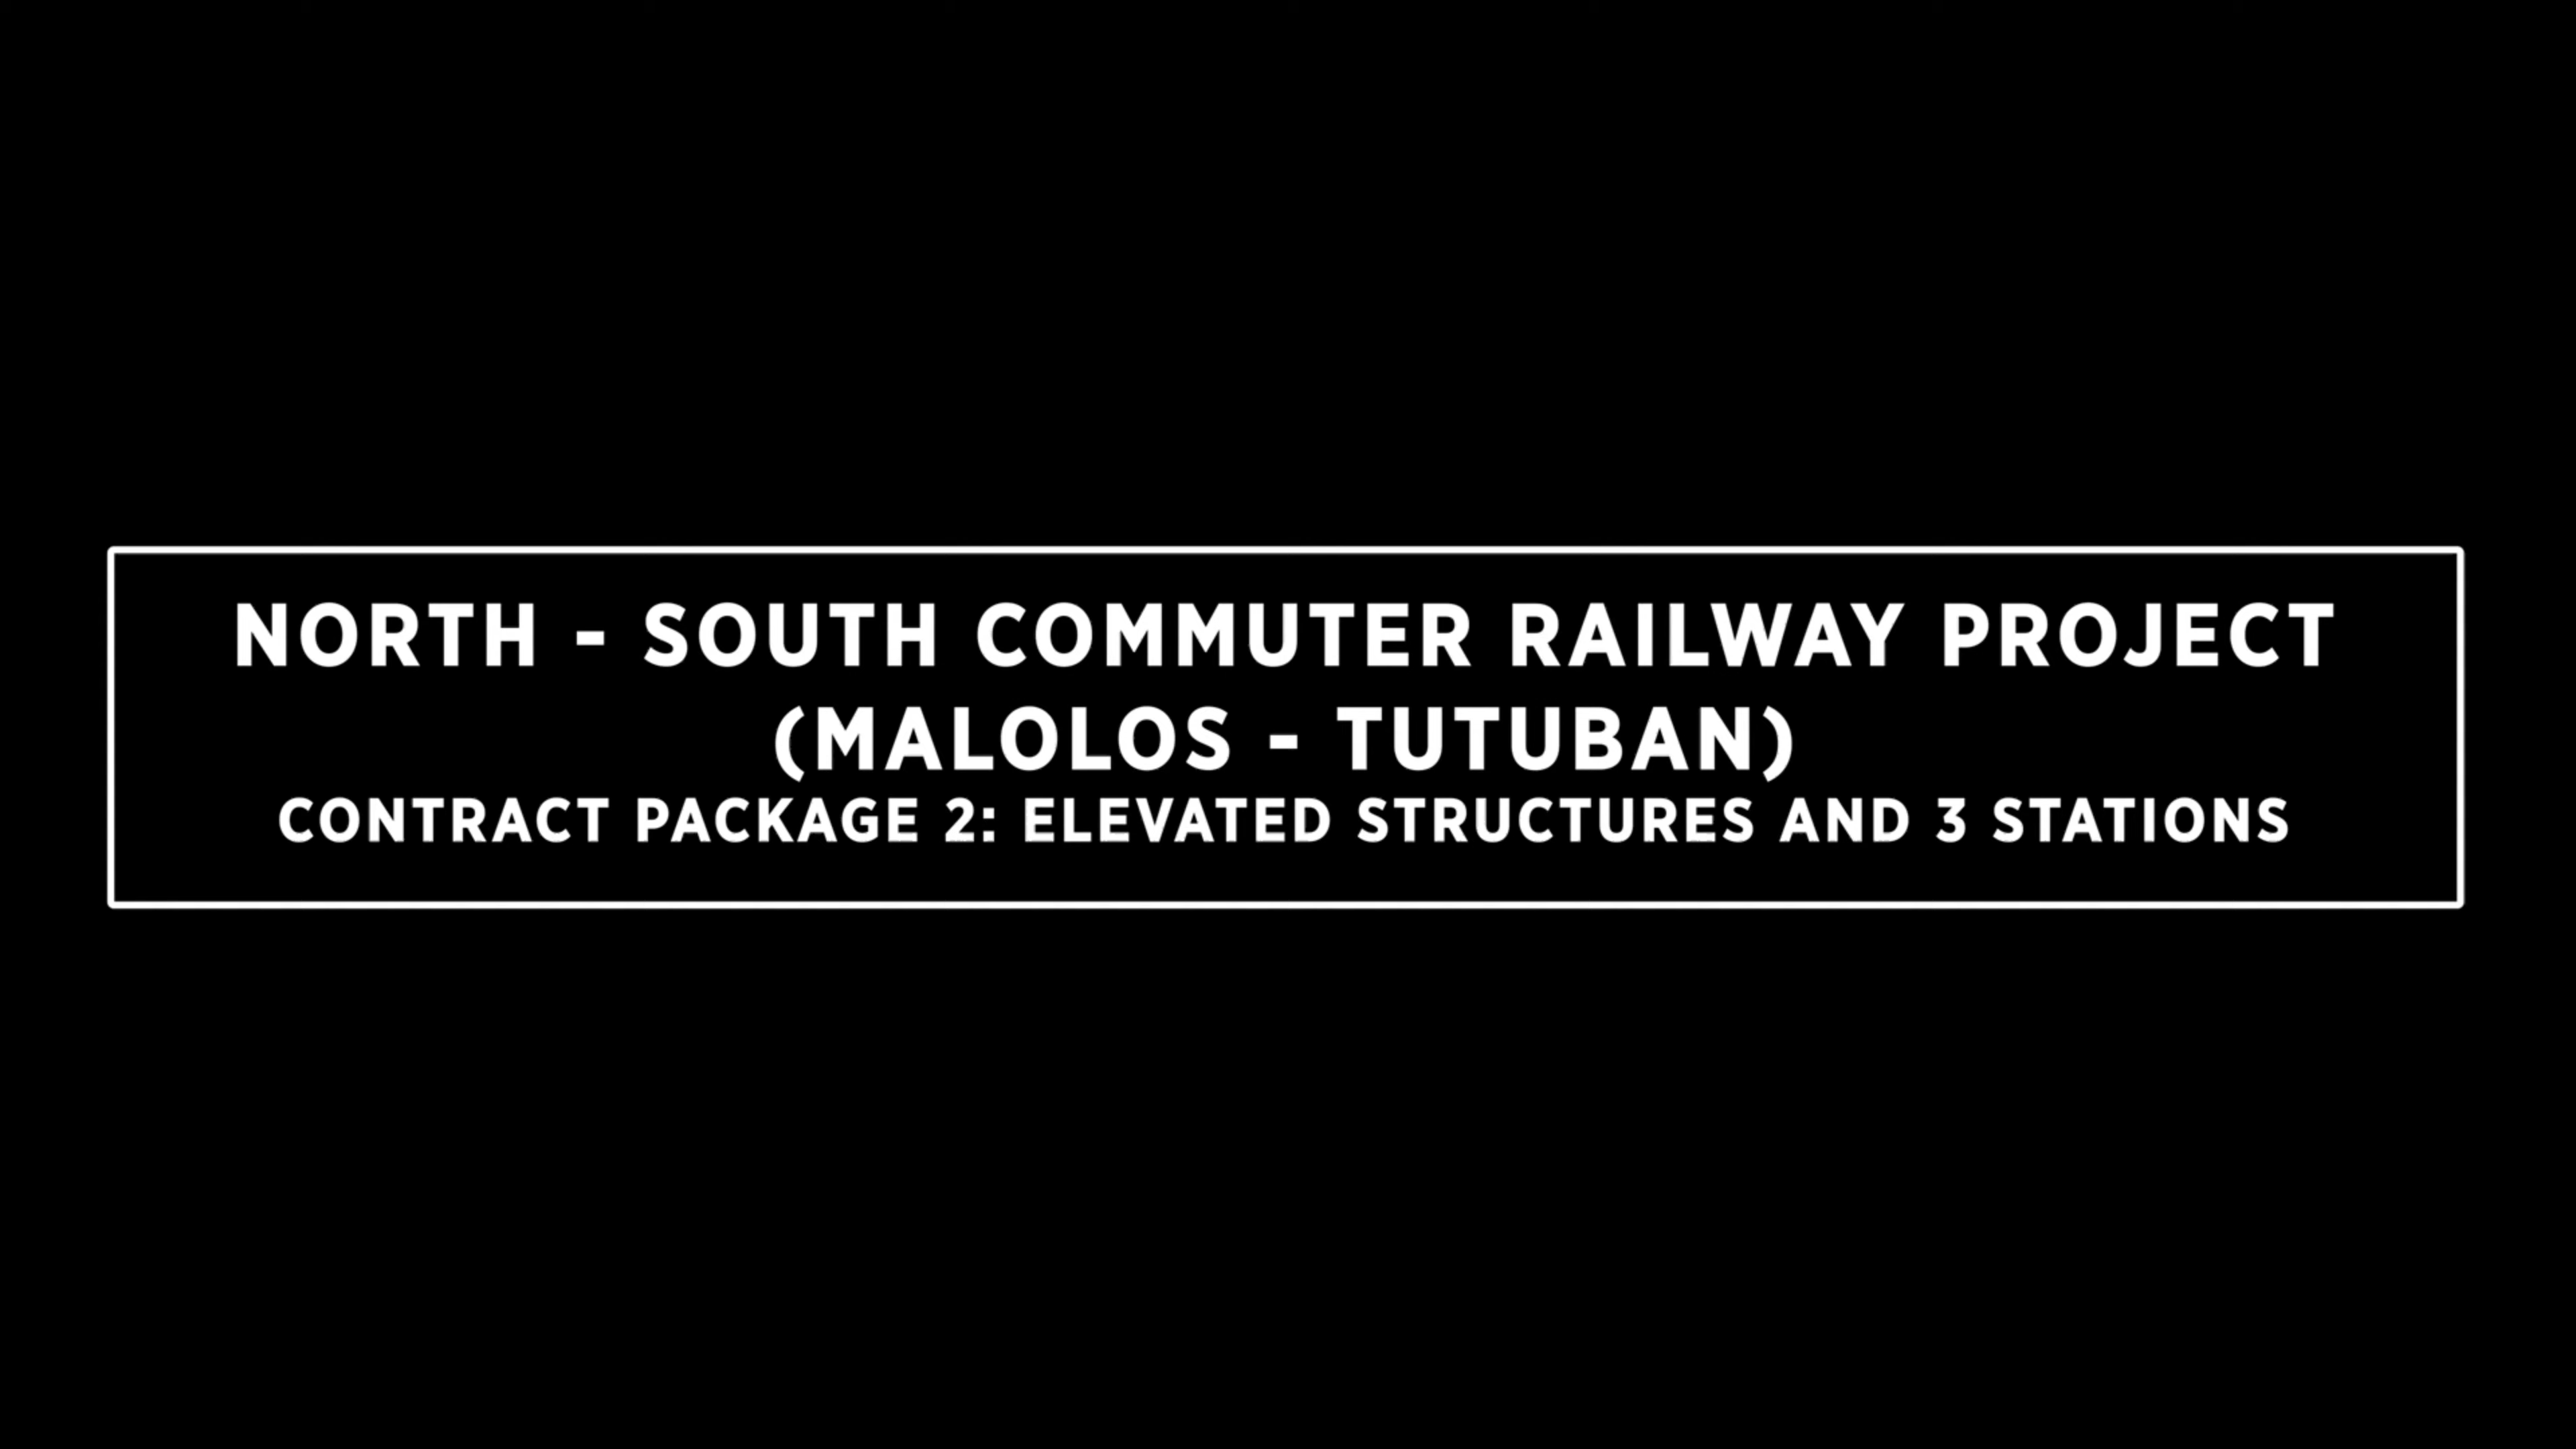 NORTH - SOUTH COMMUTER RAILWAY PROJECT
(MALOLOS - TUTUBAN)
CONTRACT PACKAGE 2: ELEVATED STRUCTURES AND 3 STATIONS